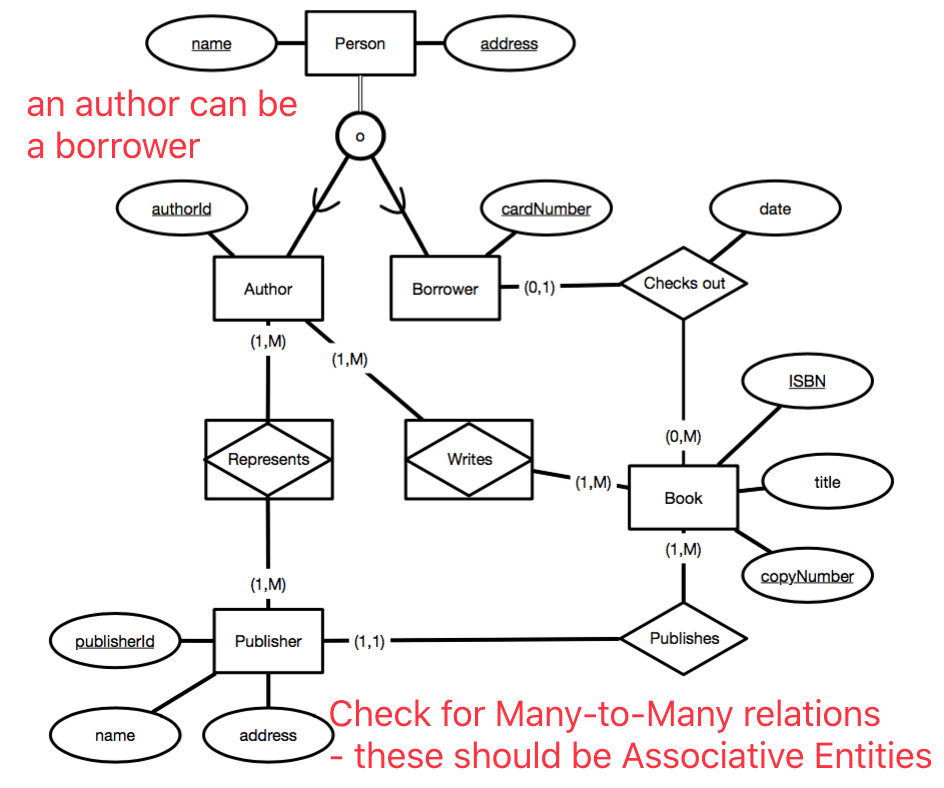 name
Person
address
an author can be
a borrower
o
authorId
cardNumber
date
Author
Borrower
(0,1)
Checks out
(1,M)
(1,M)
ISBN
(0,M)
Represents
Writes
(1,M)
title
Book
(1,M)
copyNumber
(1,M)
publisherId
Publisher
(1,1)
Publishes
name
address
Check for Many-to-Many relations
- these should be Associative Entities